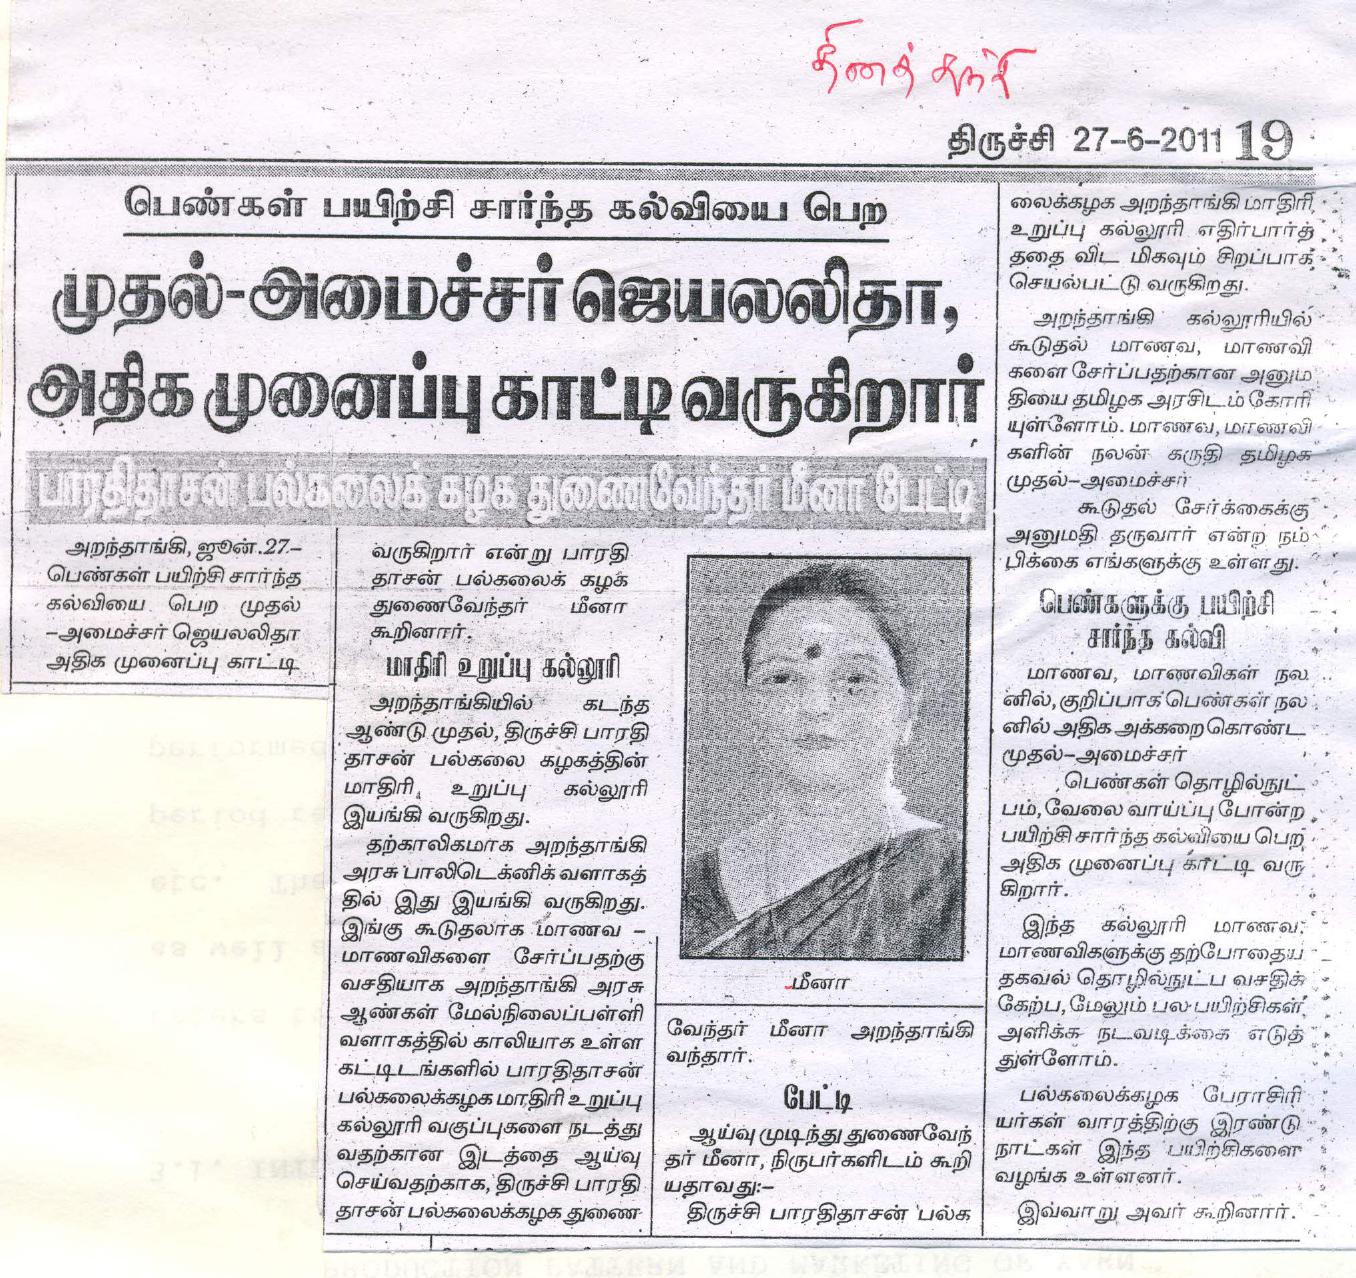 தினத் தந்தி
திருச்சி 27-6-2011 19
பெண்கள் பயிற்சி சார்ந்த கல்வியை பெற
முதல்-அமைச்சர் ஜெயலலிதா,
அதிக முனைப்பு காட்டி வருகிறார்
பாரதிதாசன் பல்கலைக் கழக துணைவேந்தர் மீனா பேட்டி
அறந்தாங்கி, ஜூன்.27-
பெண்கள் பயிற்சி சார்ந்த
கல்வியை பெற முதல்
-அமைச்சர் ஜெயலலிதா
அதிக முனைப்பு காட்டி
வருகிறார் என்று பாரதி
தாசன் பல்கலைக் கழக
துணைவேந்தர் மீனா
கூறினார்.
மாதிரி உறுப்பு கல்லூரி
அறந்தாங்கியில் கடந்த
ஆண்டு முதல், திருச்சி பாரதி
தாசன் பல்கலை கழகத்தின்
மாதிரி உறுப்பு கல்லூரி
இயங்கி வருகிறது.
தற்காலிகமாக அறந்தாங்கி
அரசு பாலிடெக்னிக் வளாகத்
தில் இது இயங்கி வருகிறது.
இங்கு கூடுதலாக மாணவ -
மாணவிகளை சேர்ப்பதற்கு
வசதியாக அறந்தாங்கி அரசு
ஆண்கள் மேல்நிலைப்பள்ளி
வளாகத்தில் காலியாக உள்ள
கட்டிடங்களில் பாரதிதாசன்
பல்கலைக்கழக மாதிரி உறுப்பு
கல்லூரி வகுப்புகளை நடத்து
வதற்கான இடத்தை ஆய்வு
செய்வதற்காக, திருச்சி பாரதி
தாசன் பல்கலைக்கழக துணை
மீனா
வேந்தர் மீனா அறந்தாங்கி
வந்தார்.
பேட்டி
ஆய்வு முடிந்து துணைவேந்
தர் மீனா, நிருபர்களிடம் கூறி
யதாவது:-
திருச்சி பாரதிதாசன் பல்க
லைக்கழக அறந்தாங்கி மாதிரி
உறுப்பு கல்லூரி எதிர்பார்த்
ததை விட மிகவும் சிறப்பாக
செயல்பட்டு வருகிறது.
அறந்தாங்கி கல்லூரியில்
கூடுதல் மாணவ, மாணவி
களை சேர்ப்பதற்கான அனும
தியை தமிழக அரசிடம் கோரி
யுள்ளோம். மாணவ, மாணவி
களின் நலன் கருதி தமிழக
முதல்-அமைச்சர்
கூடுதல் சேர்க்கைக்கு
அனுமதி தருவார் என்ற நம்
பிக்கை எங்களுக்கு உள்ளது.
பெண்களுக்கு பயிற்சி
சார்ந்த கல்வி
மாணவ, மாணவிகள் நல
னில், குறிப்பாக பெண்கள் நல
னில் அதிக அக்கறை கொண்ட
முதல்-அமைச்சர்
பெண்கள் தொழில்நுட்
பம், வேலை வாய்ப்பு போன்ற
பயிற்சி சார்ந்த கல்வியை பெற
அதிக முனைப்பு காட்டி வரு
கிறார்.
இந்த கல்லூரி மாணவ,
மாணவிகளுக்கு தற்போதைய
தகவல் தொழில்நுட்ப வசதிக்
கேற்ப, மேலும் பல பயிற்சிகள்
அளிக்க நடவடிக்கை எடுத்
துள்ளோம்.
பல்கலைக்கழக பேராசிரி
யர்கள் வாரத்திற்கு இரண்டு
நாட்கள் இந்த பயிற்சிகளை
வழங்க உள்ளனர்.
இவ்வாறு அவர் கூறினார்.